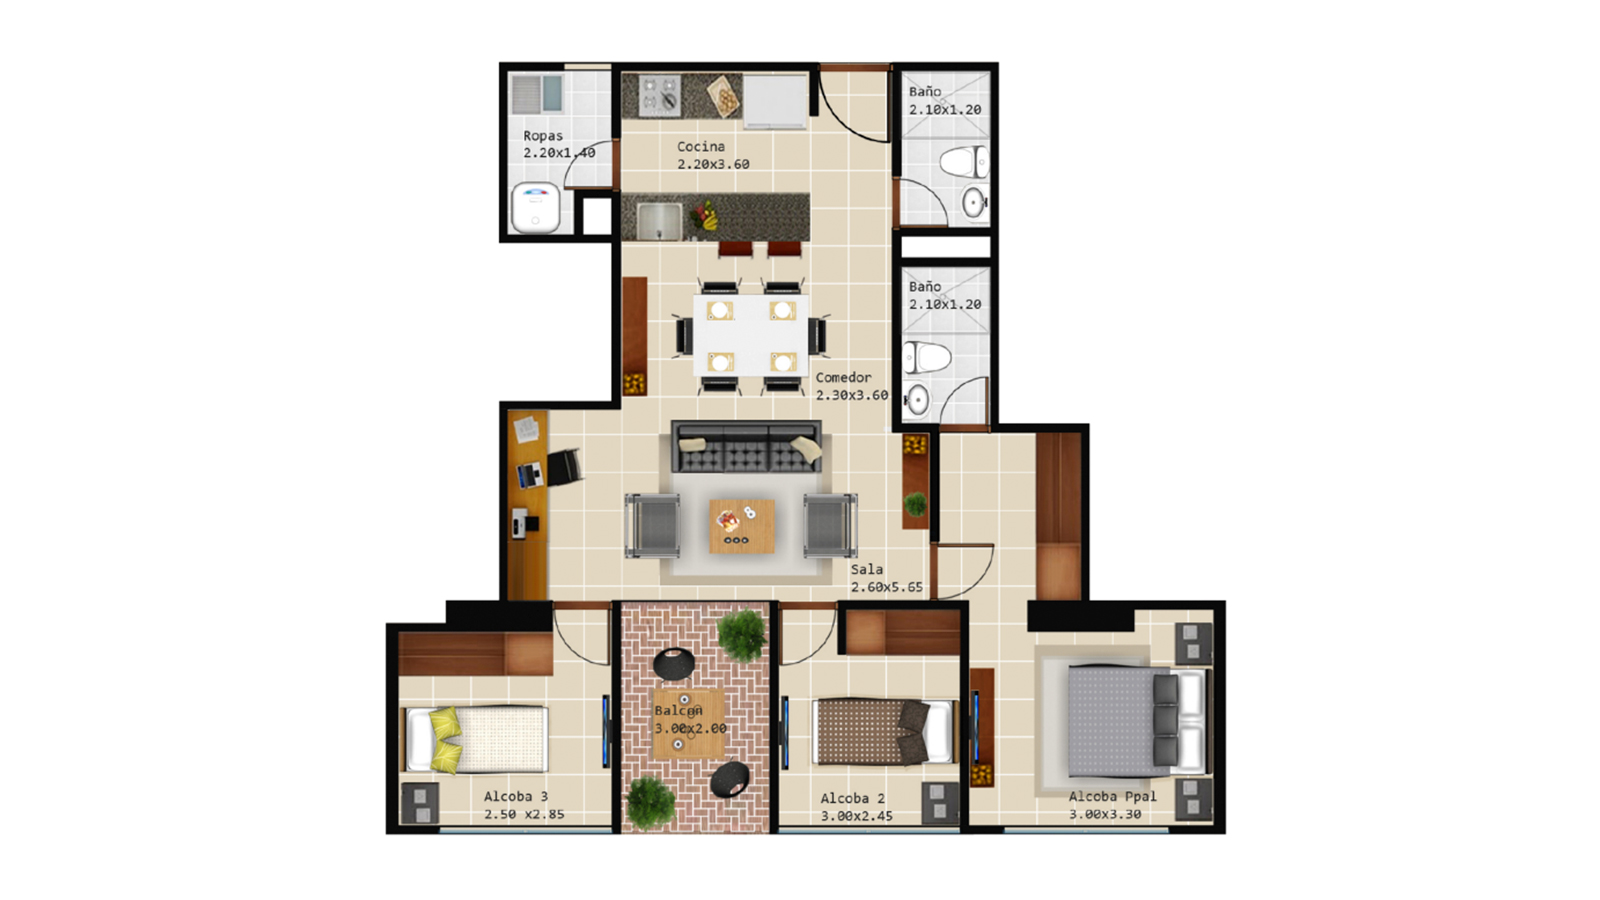 Baño
2.10x1.20
Ropas
2.20x1.40
Cocina
2.20x3.60
Baño
2.10x1.20
Comedor
2.30x3.60
Sala
2.60x5.65
Balcon
3.00x2.00
Alcoba 3
2.50 x2.85
Alcoba 2
3.00x2.45
Alcoba Ppal
3.00x3.30